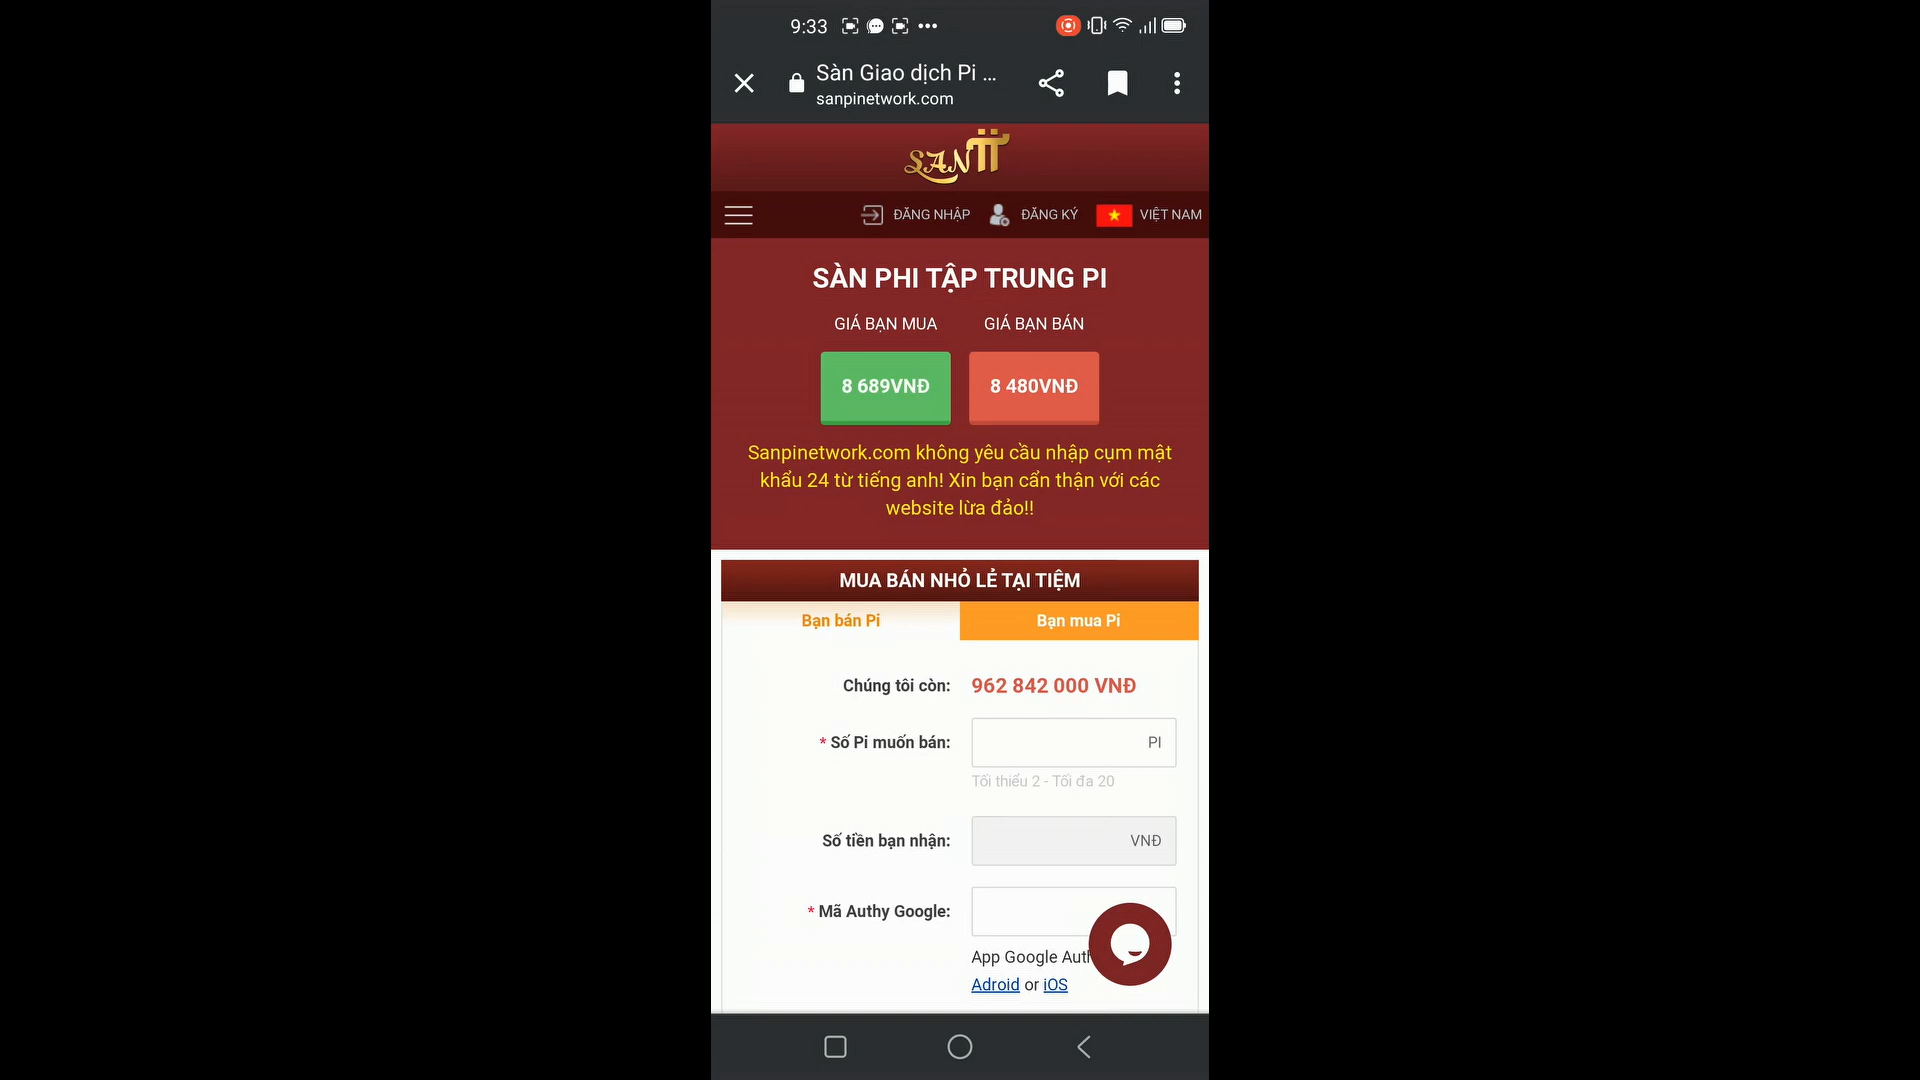 9:33
Sàn Giao dịch Pi ...
sanpinetwork.com
SAN
ĐĂNG NHẬP ĐĂNG KÝ VIỆT NAM
SÀN PHI TẬP TRUNG PI
GIÁ BẠN MUA GIÁ BẠN BÁN
8 689VNĐ 8 480VNĐ
Sanpinetwork.com không yêu cầu nhập cụm mật
khẩu 24 từ tiếng anh! Xin bạn cẩn thận với các
website lừa đảo!!
MUA BÁN NHỎ LẺ TẠI TIỆM
Bạn bán Pi Bạn mua Pi
Chúng tôi còn: 962 842 000 VNĐ
* Số Pi muốn bán: PI
Tối thiểu 2 - Tối đa 20
Số tiền bạn nhận: VNĐ
* Mã Authy Google:
App Google Auth
Adroid or iOS